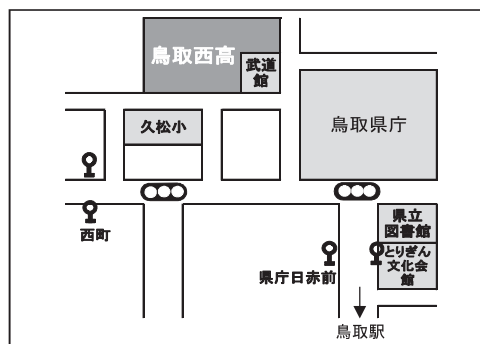 鳥取西高
武道
館
久松小
鳥取県庁
県立
図書館
西町
とりぎん
文化会
館
県庁日赤前
鳥取駅